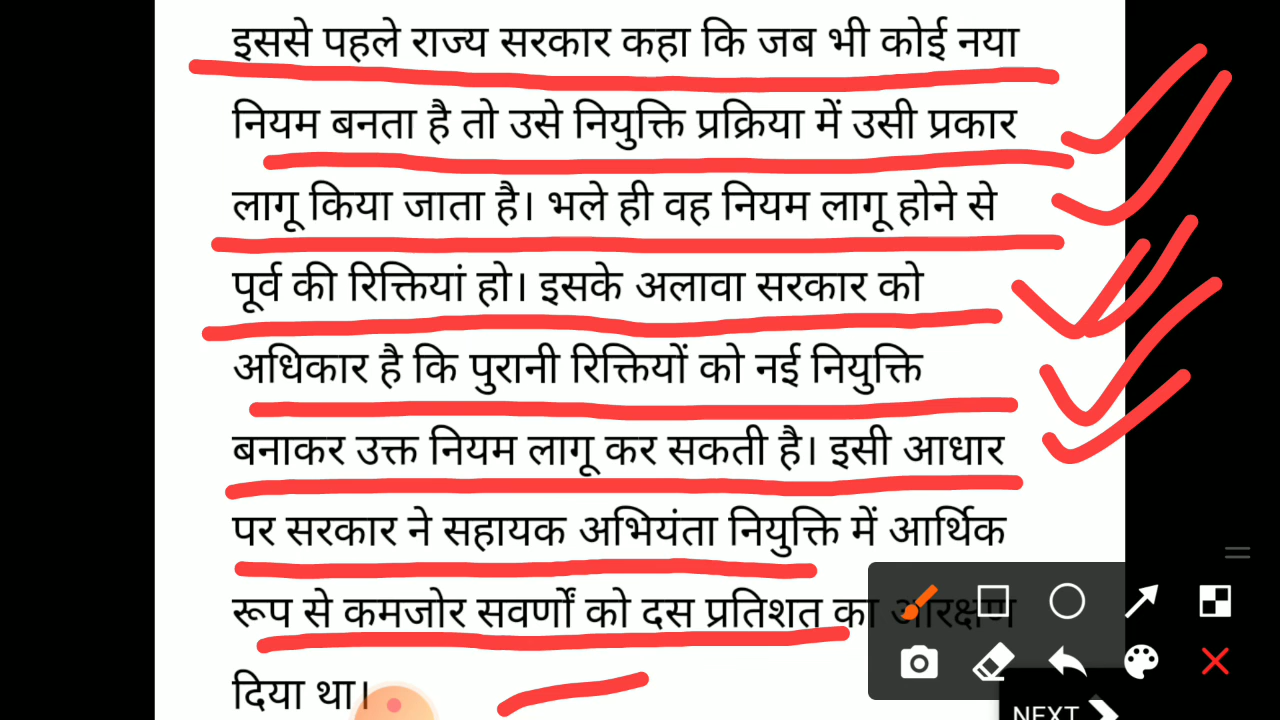 इससे पहले राज्य सरकार कहा कि जब भी कोई नया
नियम बनता है तो उसे नियुक्ति प्रक्रिया में उसी प्रकार
लागू किया जाता है। भले ही वह नियम लागू होने से
पूर्व की रिक्तियां हो। इसके अलावा सरकार को
अधिकार है कि पुरानी रिक्तियों को नई नियुक्ति
बनाकर उक्त नियम लागू कर सकती है। इसी आधार
पर सरकार ने सहायक अभियंता नियुक्ति में आर्थिक
रूप से कमजोर सवर्णों को दस प्रतिशत का आरक्षण
दिया था।
NEXT